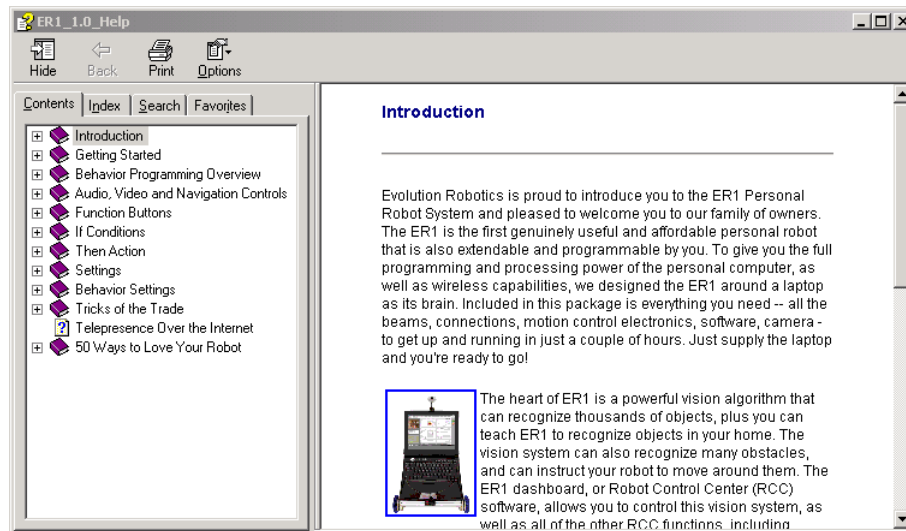 ER1_1.0_Help
Hide Back Print Options
Contents Index Search Favorites
Introduction
Getting Started
Behavior Programming Overview
Audio, Video and Navigation Controls
Function Buttons
If Conditions
Then Action
Settings
Behavior Settings
Tricks of the Trade
Telepresence Over the Internet
50 Ways to Love Your Robot
Introduction
Evolution Robotics is proud to introduce you to the ER1 Personal
Robot System and pleased to welcome you to our family of owners.
The ER1 is the first genuinely useful and affordable personal robot
that is also extendable and programmable by you. To give you the full
programming and processing power of the personal computer, as
well as wireless capabilities, we designed the ER1 around a laptop
as its brain. Included in this package is everything you need -- all the
beams, connections, motion control electronics, software, camera -
to get up and running in just a couple of hours. Just supply the laptop
and you're ready to go!
The heart of ER1 is a powerful vision algorithm that
can recognize thousands of objects, plus you can
teach ER1 to recognize objects in your home. The
vision system can also recognize many obstacles,
and can instruct your robot to move around them. The
ER1 dashboard, or Robot Control Center (RCC)
software, allows you to control this vision system, as
well as all of the other RCC functions, including